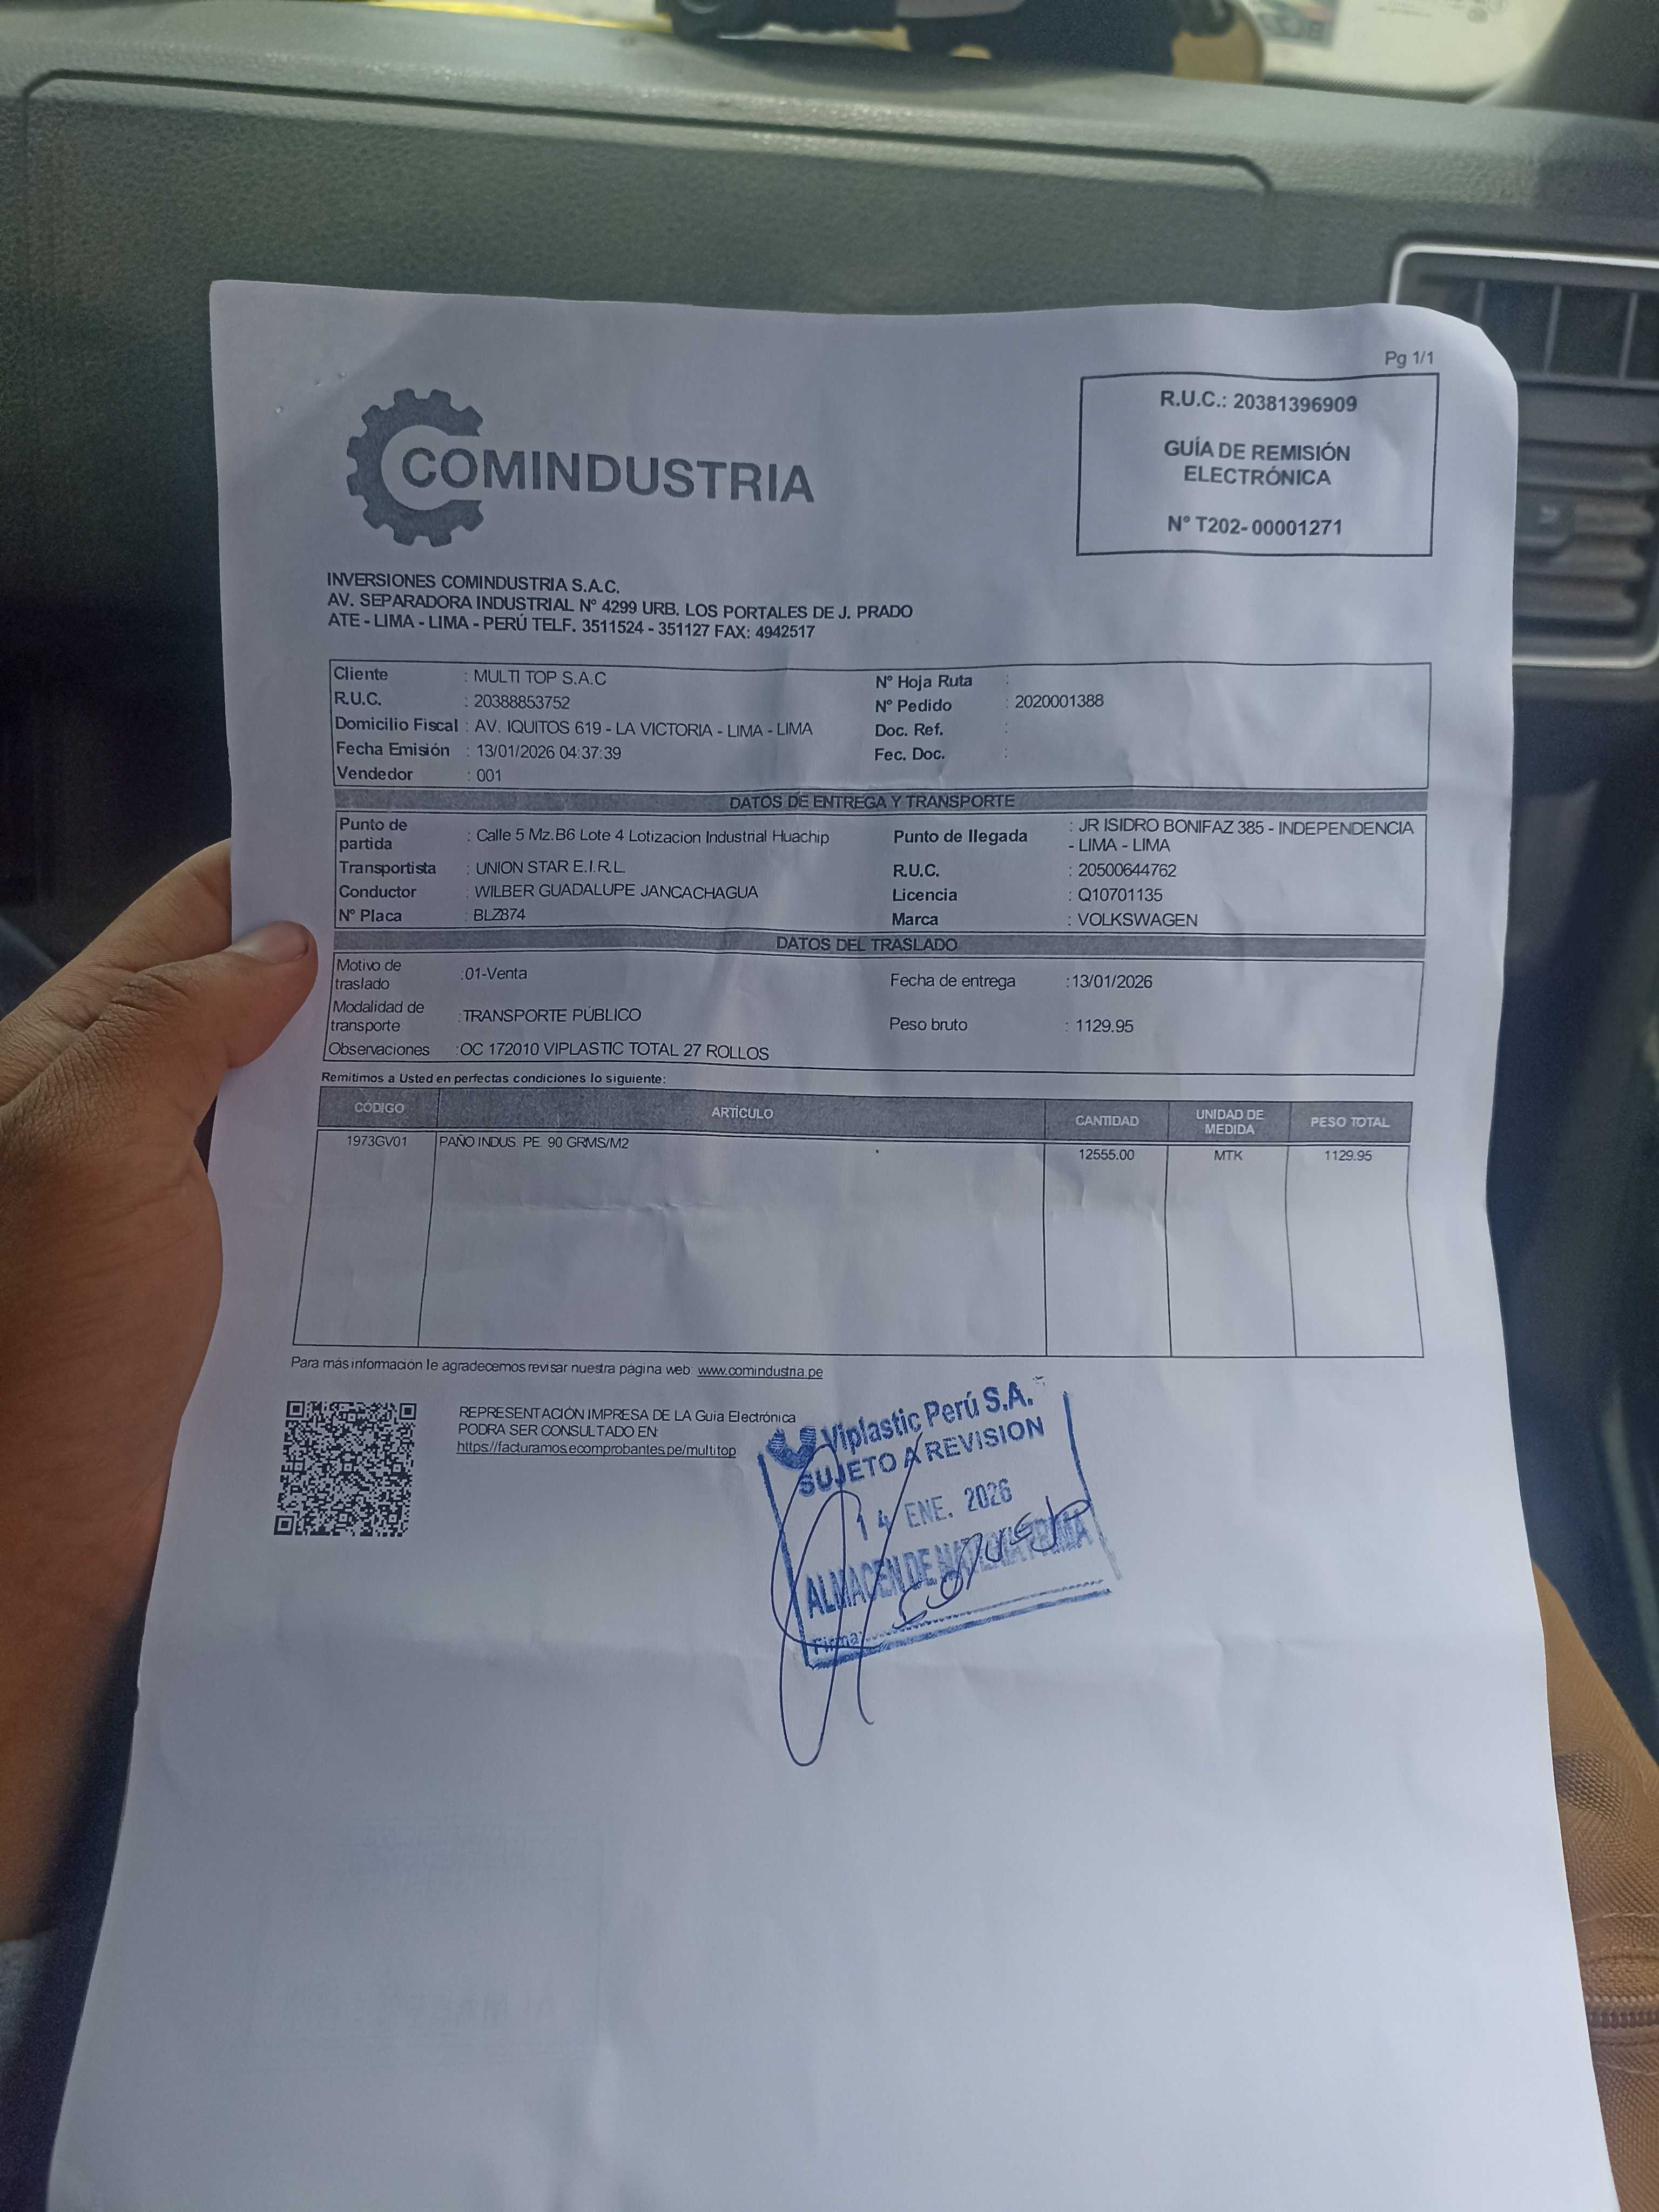 Pg 1/1
COMINDUSTRIA
R.U.C.: 20381396909
GUÍA DE REMISIÓN
ELECTRÓNICA
N° T202-00001271
INVERSIONES COMINDUSTRIA S.A.C.
AV. SEPARADORA INDUSTRIAL N° 4299 URB. LOS PORTALES DE J. PRADO
ATE - LIMA - LIMA - PERÚ TELF. 3511524 - 351127 FAX: 4942517
Cliente : MULTI TOP S.A.C
R.U.C. : 20388853752
Domicilio Fiscal : AV. IQUITOS 619 - LA VICTORIA - LIMA - LIMA
Fecha Emisión : 13/01/2026 04:37:39
Vendedor : 001
N° Hoja Ruta :
N° Pedido : 2020001388
Doc. Ref. :
Fec. Doc. :
DATOS DE ENTREGA Y TRANSPORTE
Punto de partida : Calle 5 Mz.B6 Lote 4 Lotizacion Industrial Huachip
Transportista : UNION STAR E.I.R.L.
Conductor : WILBER GUADALUPE JANCACHAGUA
N° Placa : BLZ874
Punto de llegada : JR ISIDRO BONIFAZ 385 - INDEPENDENCIA
- LIMA - LIMA
R.U.C. : 20500644762
Licencia : Q10701135
Marca : VOLKSWAGEN
DATOS DEL TRASLADO
Motivo de traslado :01-Venta
Fecha de entrega :13/01/2026
Modalidad de transporte :TRANSPORTE PÚBLICO
Peso bruto : 1129.95
Observaciones :OC 172010 VIPLASTIC TOTAL 27 ROLLOS
Remitimos a Usted en perfectas condiciones lo siguiente:
CÓDIGO ARTÍCULO CANTIDAD UNIDAD DE MEDIDA PESO TOTAL
1973GV01 PAÑO INDUS. PE. 90 GRMS/M2 12555.00 MTK 1129.95
Para más información le agradecemos revisar nuestra página web: www.comindustria.pe
REPRESENTACIÓN IMPRESA DE LA Guia Electrónica
PODRA SER CONSULTADO EN:
https://facturamos.ecomprobantes.pe/multitop
Viplastic Perú S.A.
SUJETO A REVISION
14 ENE. 2026
ALMACEN DE MATERIA PRIMA
Firma: